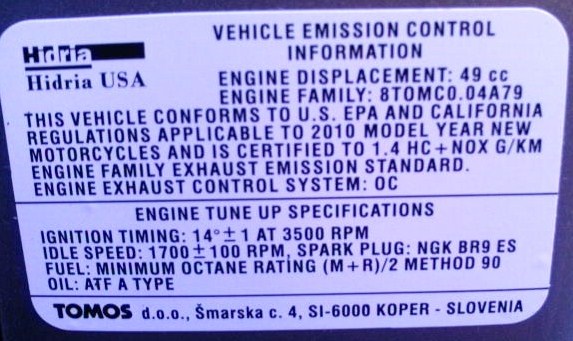 VEHICLE EMISSION CONTROL
INFORMATION
Hidria
Hidria USA
ENGINE DISPLACEMENT: 49 cc
ENGINE FAMILY: 8TOMC0.04A79
THIS VEHICLE CONFORMS TO U.S. EPA AND CALIFORNIA
REGULATIONS APPLICABLE TO 2010 MODEL YEAR NEW
MOTORCYCLES AND IS CERTIFIED TO 1.4 HC+NOX G/KM
ENGINE FAMILY EXHAUST EMISSION STANDARD.
ENGINE EXHAUST CONTROL SYSTEM: OC
ENGINE TUNE UP SPECIFICATIONS
IGNITION TIMING: 14°±1 AT 3500 RPM
IDLE SPEED: 1700±100 RPM, SPARK PLUG: NGK BR9 ES
FUEL: MINIMUM OCTANE RATING (M+R)/2 METHOD 90
OIL: ATF A TYPE
TOMOS d.o.o., Šmarska c. 4, SI-6000 KOPER - SLOVENIA